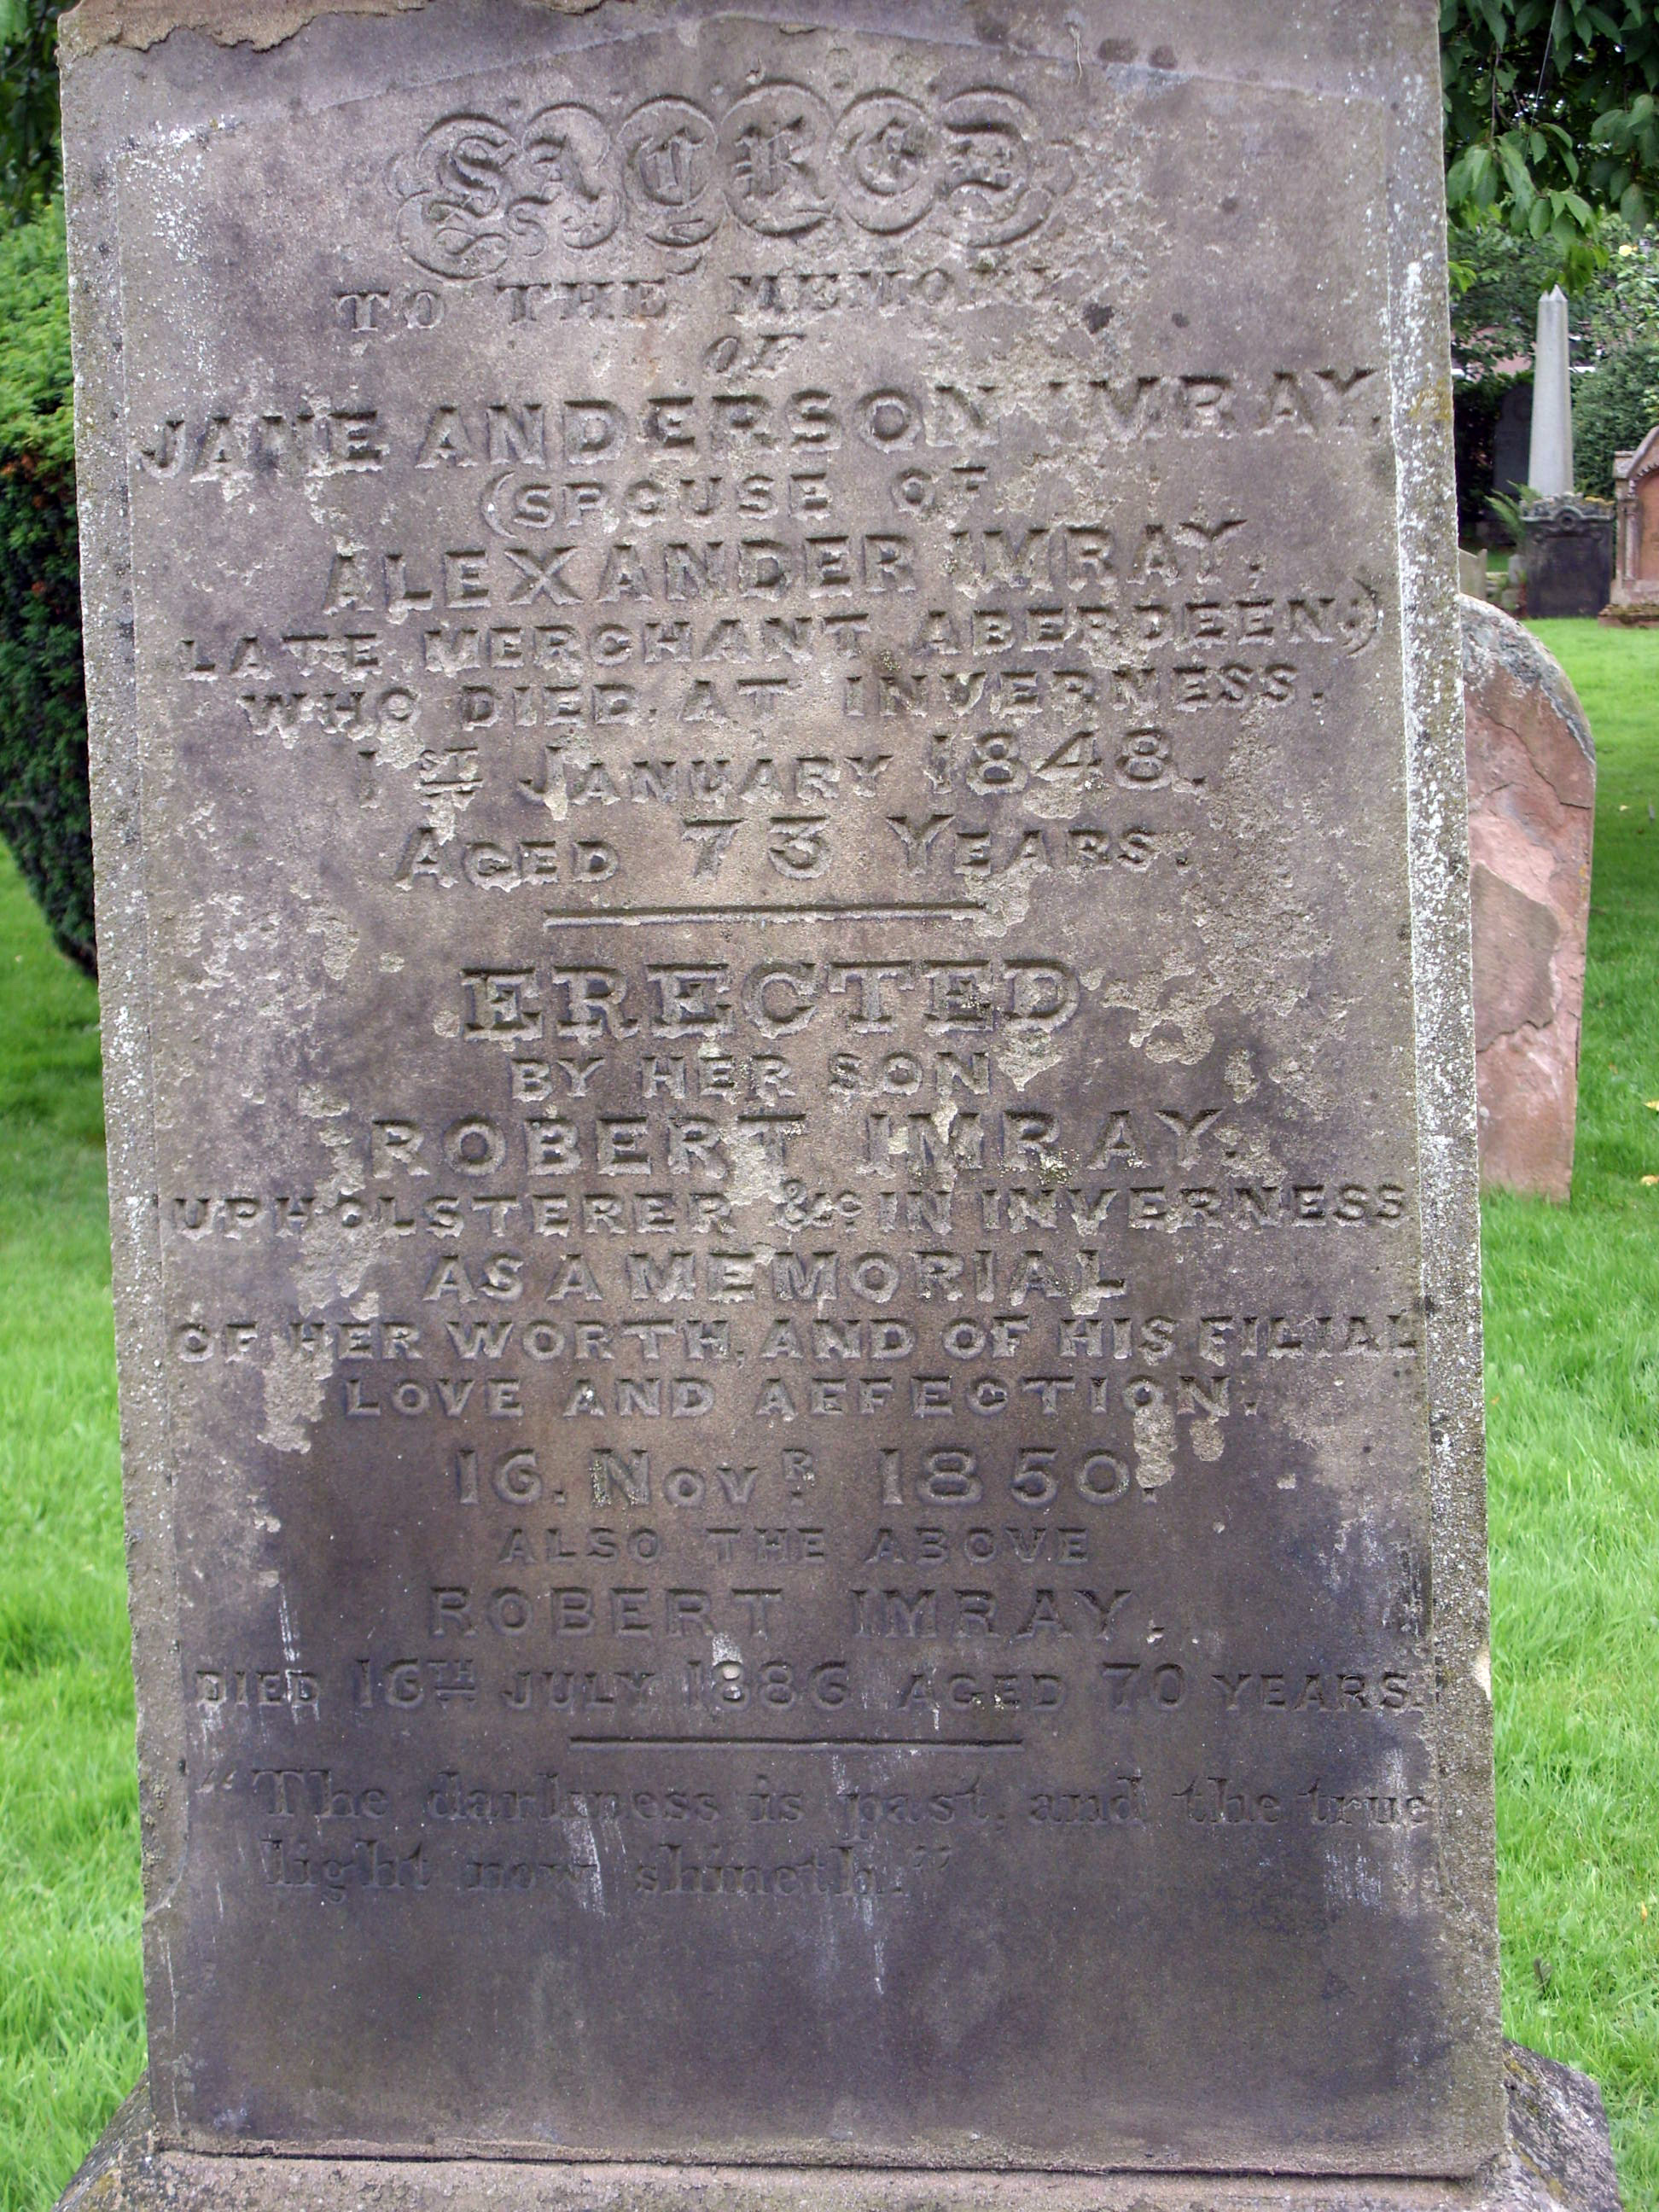 SACRED
TO THE MEMORY
OF
JANE ANDERSON IMRAY,
(SPOUSE OF
ALEXANDER IMRAY,
LATE MERCHANT ABERDEEN;)
WHO DIED AT INVERNESS.
1ST JANUARY 1848.
AGED 73 YEARS.
ERECTED
BY HER SON
ROBERT IMRAY.
UPHOLSTERER &c IN INVERNESS
AS A MEMORIAL
OF HER WORTH, AND OF HIS FILIAL
LOVE AND AFFECTION.
16. NOVR 1850.
ALSO THE ABOVE
ROBERT IMRAY.
DIED 16TH JULY 1886 AGED 70 YEARS.
“The darkness is past, and the true
light now shineth.”